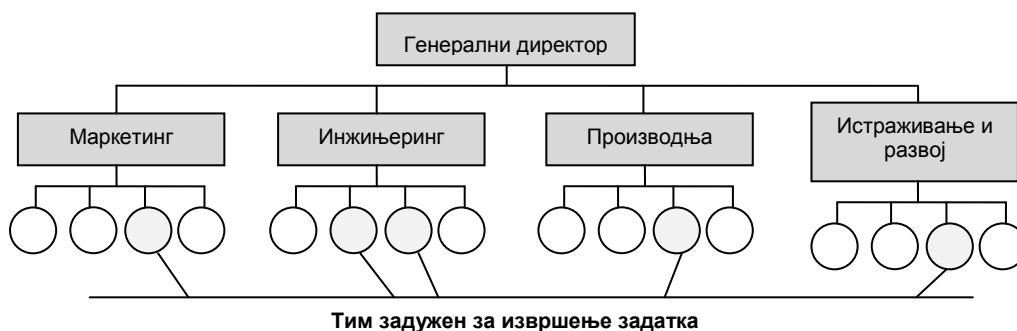 Генерални директор
Маркетинг
Инжињеринг
Производња
Истраживање и
развој
Тим задужен за извршење задатка